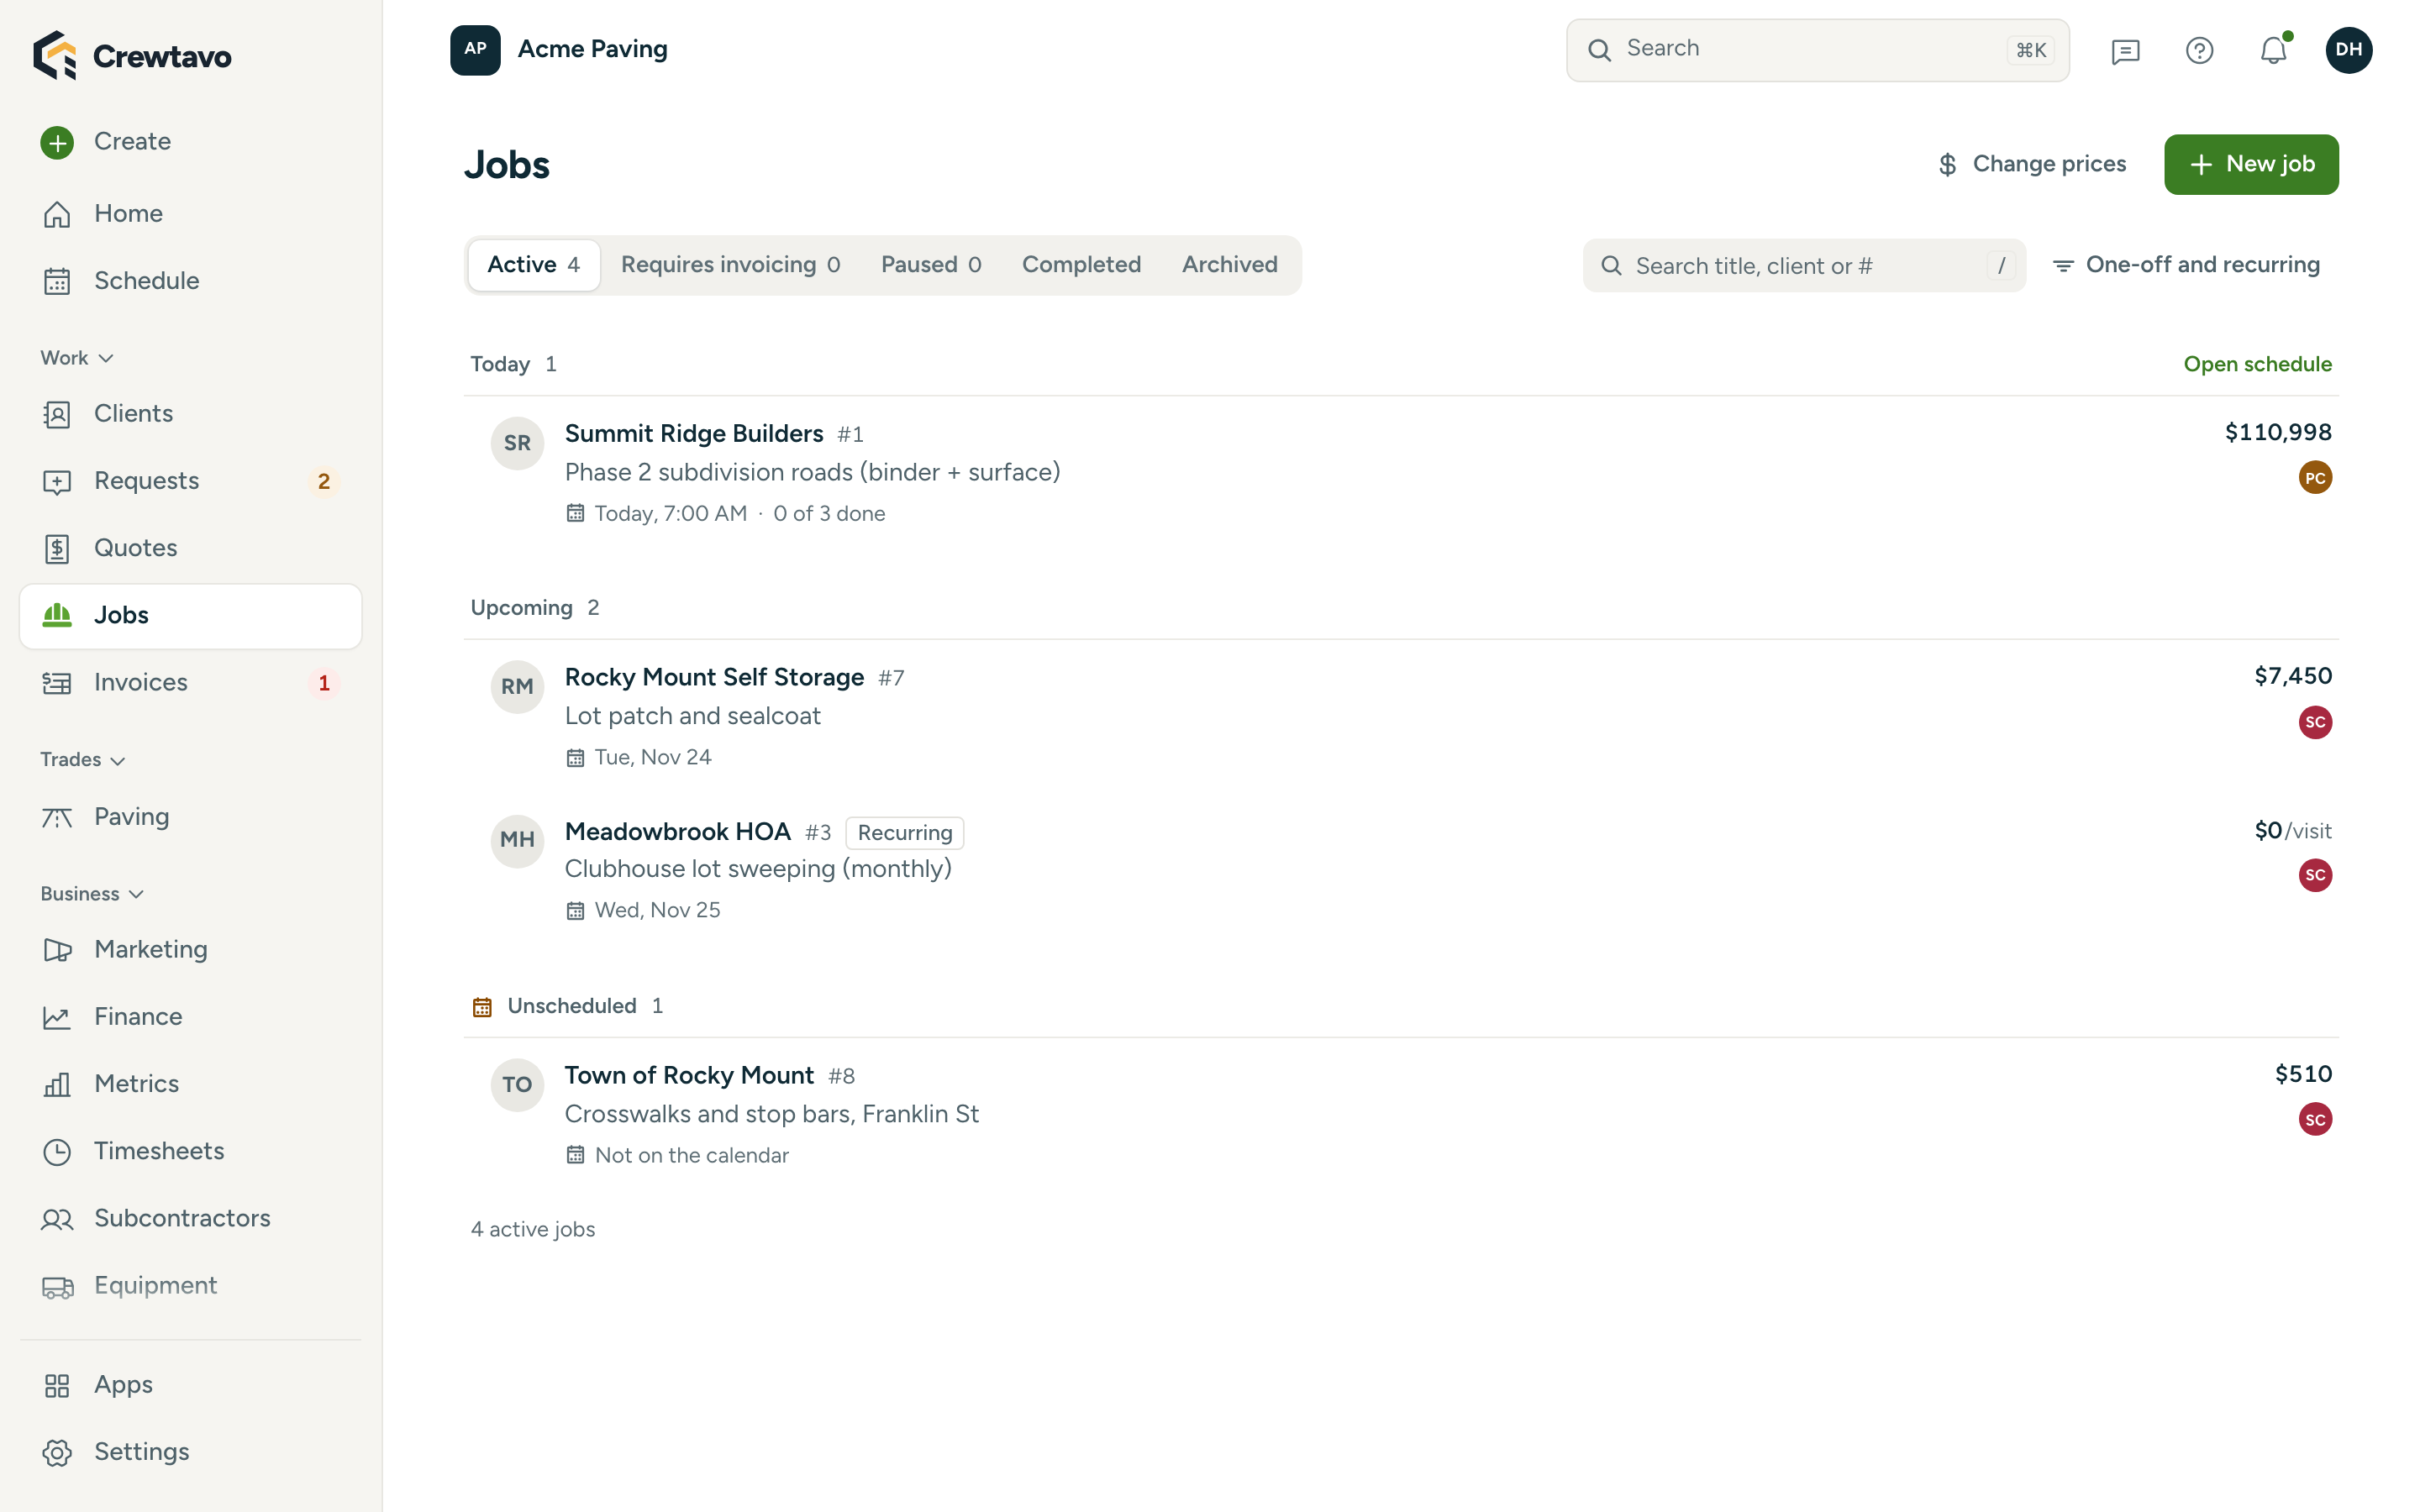 Crewtavo
Create
Home
Schedule
Work
Clients
Requests 2
Quotes
Jobs
Invoices 1
Trades
Paving
Business
Marketing
Finance
Metrics
Timesheets
Subcontractors
Equipment
Apps
Settings
AP Acme Paving
Search ⌘K
DH
Jobs
$ Change prices
+ New job
Active 4 Requires invoicing 0 Paused 0 Completed Archived
Search title, client or # /
One-off and recurring
Today 1 Open schedule
SR Summit Ridge Builders #1 $110,998
Phase 2 subdivision roads (binder + surface) PC
Today, 7:00 AM · 0 of 3 done
Upcoming 2
RM Rocky Mount Self Storage #7 $7,450
Lot patch and sealcoat SC
Tue, Nov 24
MH Meadowbrook HOA #3 Recurring $0/visit
Clubhouse lot sweeping (monthly) SC
Wed, Nov 25
Unscheduled 1
TO Town of Rocky Mount #8 $510
Crosswalks and stop bars, Franklin St SC
Not on the calendar
4 active jobs